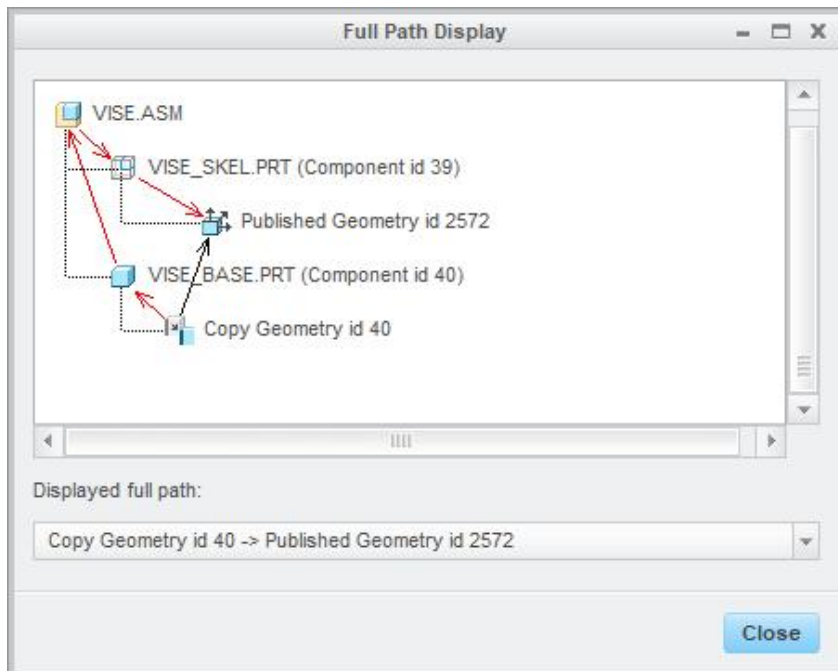 Full Path Display
VISE.ASM
VISE_SKEL.PRT (Component id 39)
Published Geometry id 2572
VISE_BASE.PRT (Component id 40)
Copy Geometry id 40
Displayed full path:
Copy Geometry id 40 -> Published Geometry id 2572
Close